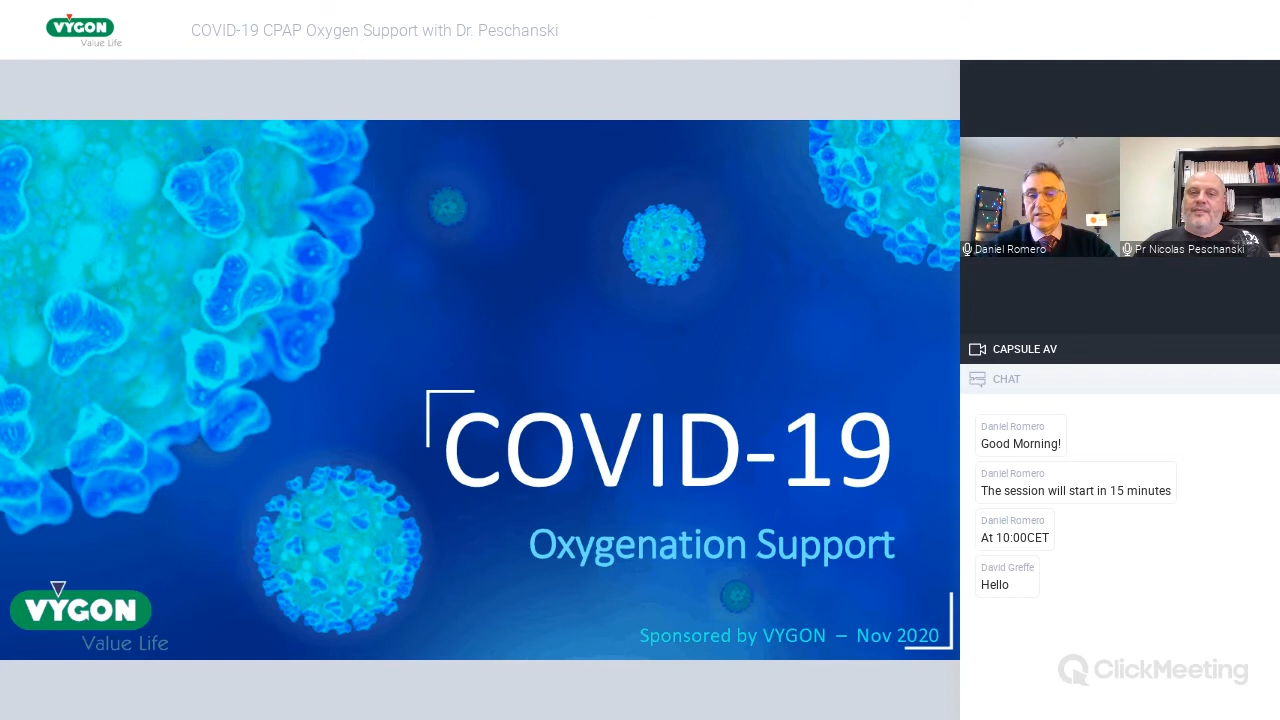 VYGON
Value Life
COVID-19 CPAP Oxygen Support with Dr. Peschanski
COVID-19
Oxygenation Support
VYGON
Value Life
Sponsored by VYGON – Nov 2020
Daniel Romero
Pr Nicolas Peschanski
CAPSULE AV
CHAT
Daniel Romero
Good Morning!
Daniel Romero
The session will start in 15 minutes
Daniel Romero
At 10:00CET
David Greffe
Hello
ClickMeeting